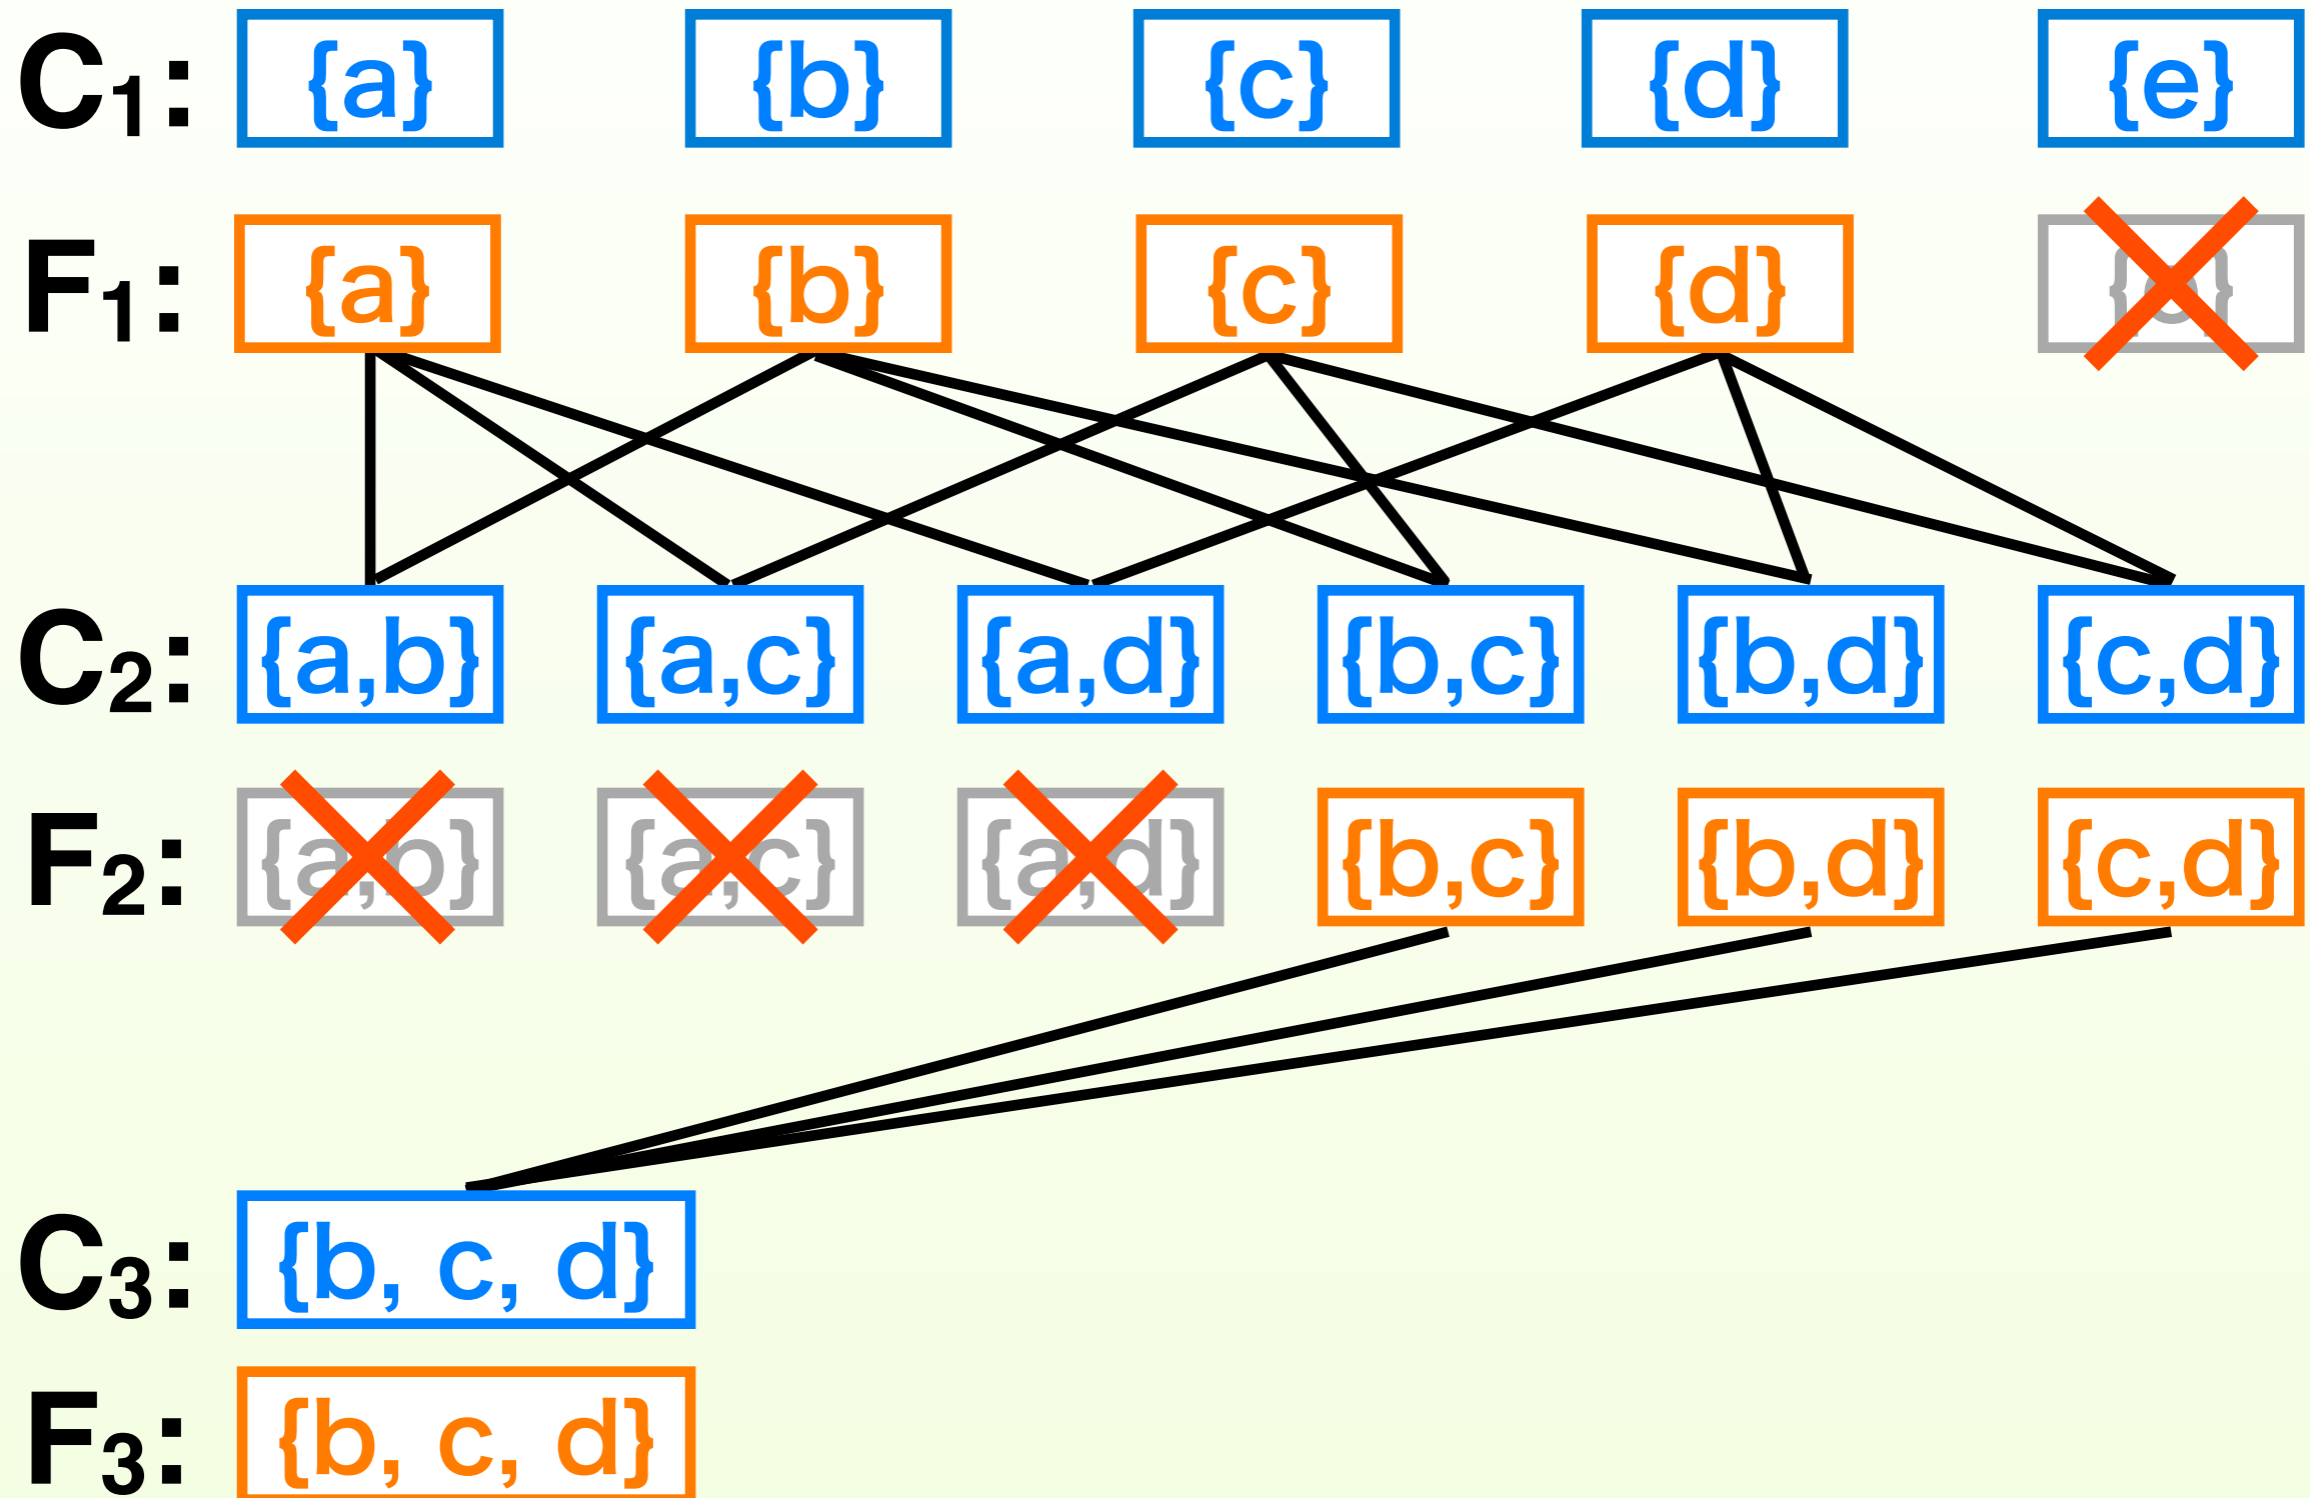 C₁: {a} {b} {c} {d} {e}
F₁: {a} {b} {c} {d} {e}
C₂: {a,b} {a,c} {a,d} {b,c} {b,d} {c,d}
F₂: {a,b} {a,c} {a,d} {b,c} {b,d} {c,d}
C₃: {b, c, d}
F₃: {b, c, d}